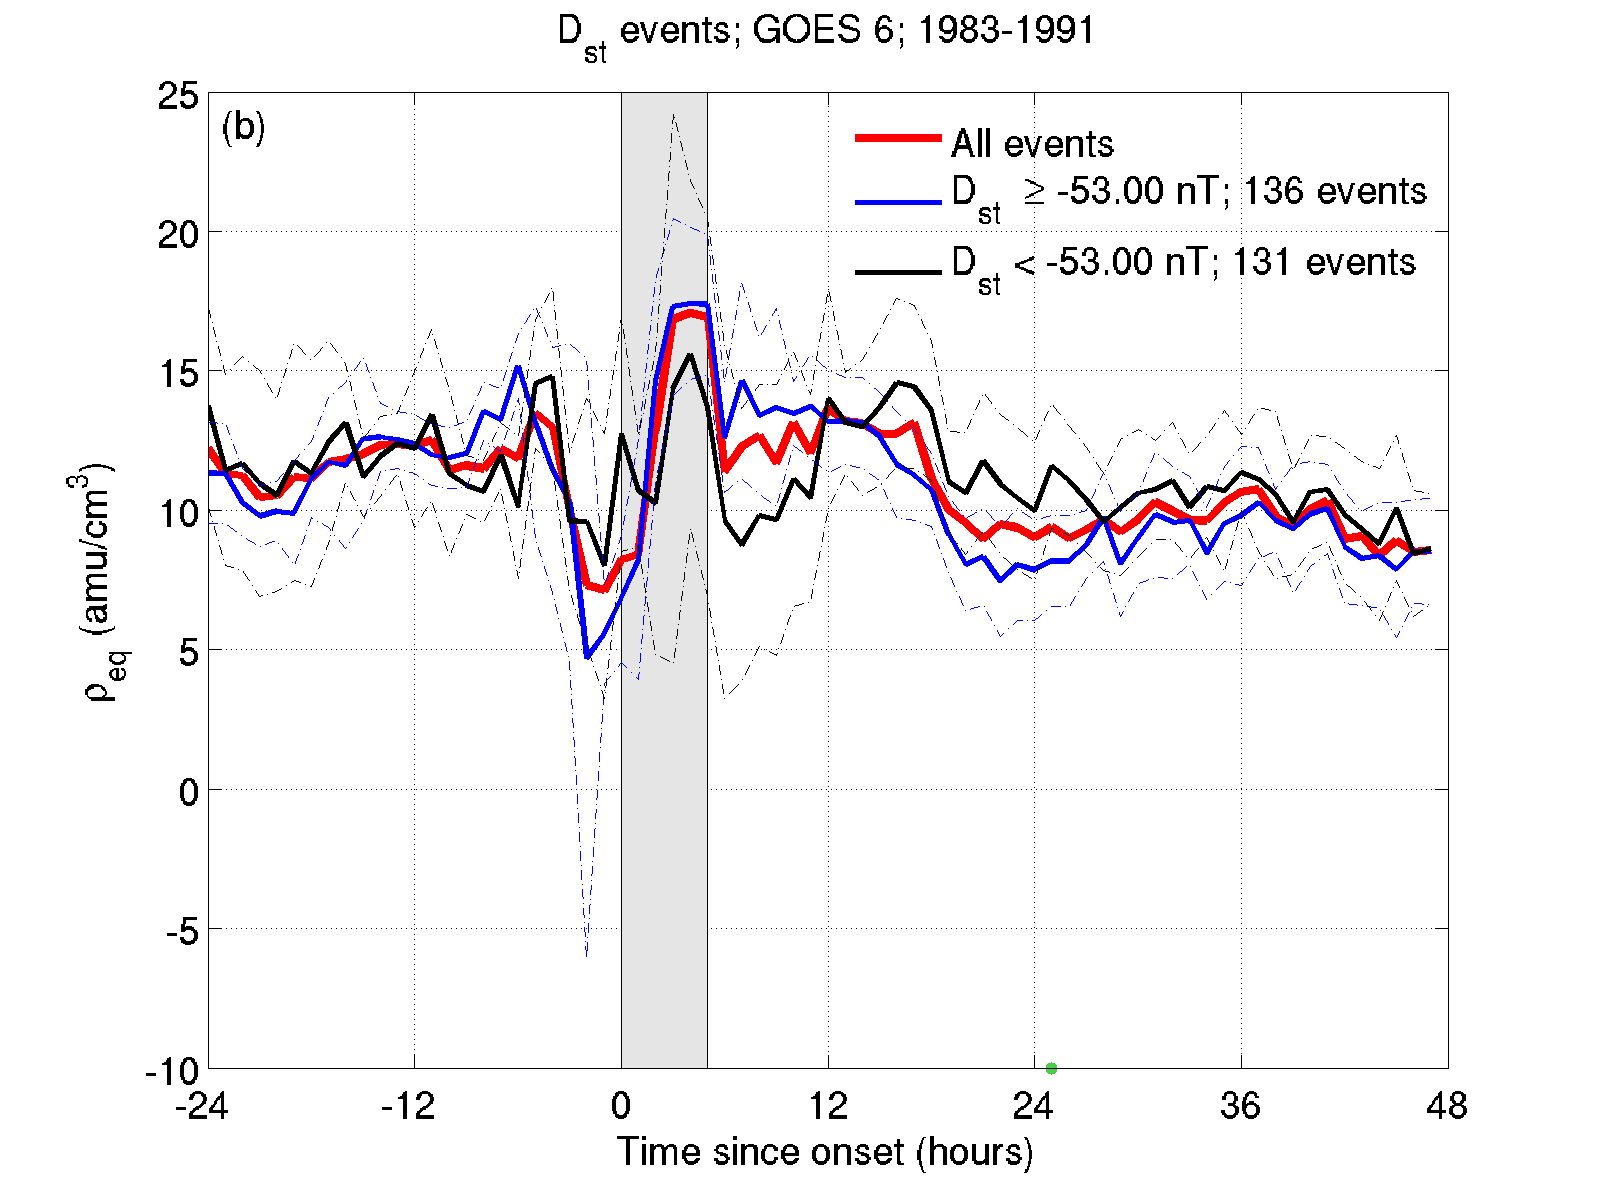 Dst events; GOES 6; 1983-1991
(b)
All events
Dst ≥ -53.00 nT; 136 events
Dst < -53.00 nT; 131 events
25
20
15
10
5
0
-5
-10
ρeq (amu/cm3)
-24 -12 0 12 24 36 48
Time since onset (hours)